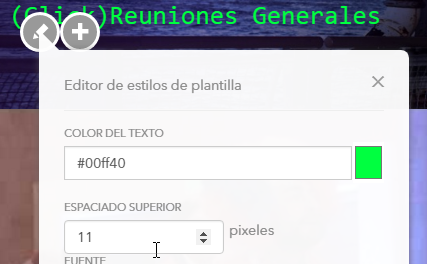 (Click)Reuniones Generales
Editor de estilos de plantilla
COLOR DEL TEXTO
#00ff40
ESPACIADO SUPERIOR
11 pixeles
FUENTE